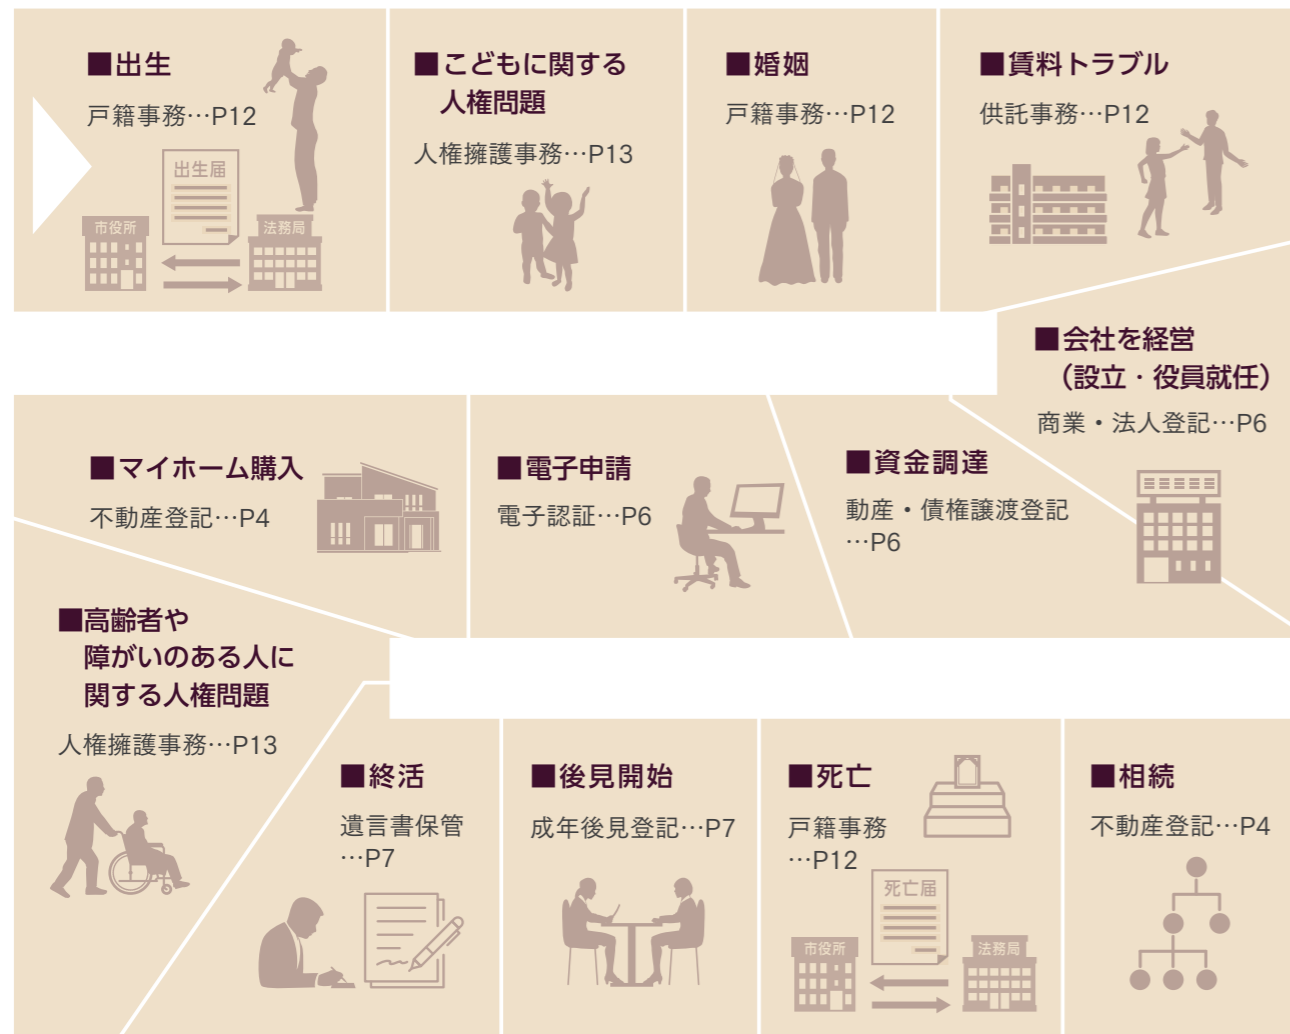 ■出生
戸籍事務…P12
出生届
市役所
法務局
■こどもに関する
人権問題
人権擁護事務…P13
■婚姻
戸籍事務…P12
■賃料トラブル
供託事務…P12
■会社を経営
（設立・役員就任）
商業・法人登記…P6
■資金調達
動産・債権譲渡登記
…P6
■電子申請
電子認証…P6
■マイホーム購入
不動産登記…P4
■高齢者や
障がいのある人に
関する人権問題
人権擁護事務…P13
■終活
遺言書保管
…P7
■後見開始
成年後見登記…P7
■死亡
戸籍事務
…P12
死亡届
市役所
法務局
■相続
不動産登記…P4